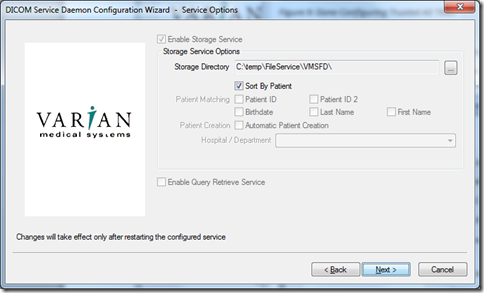 DICOM Service Daemon Configuration Wizard - Service Options
Enable Storage Service
Storage Service Options
Storage Directory C:\temp\FileService\VMSFD\ ...
Sort By Patient
Patient Matching Patient ID Patient ID 2
Birthdate Last Name First Name
Patient Creation Automatic Patient Creation
Hospital / Department
VARIAN
medical systems
Enable Query Retrieve Service
Changes will take effect only after restarting the configured service
< Back Next > Cancel